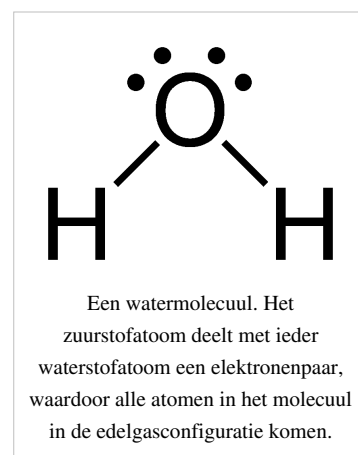 O
H H
Een watermolecuul. Het
zuurstofatoom deelt met ieder
waterstofatoom een elektronenpaar,
waardoor alle atomen in het molecuul
in de edelgasconfiguratie komen.